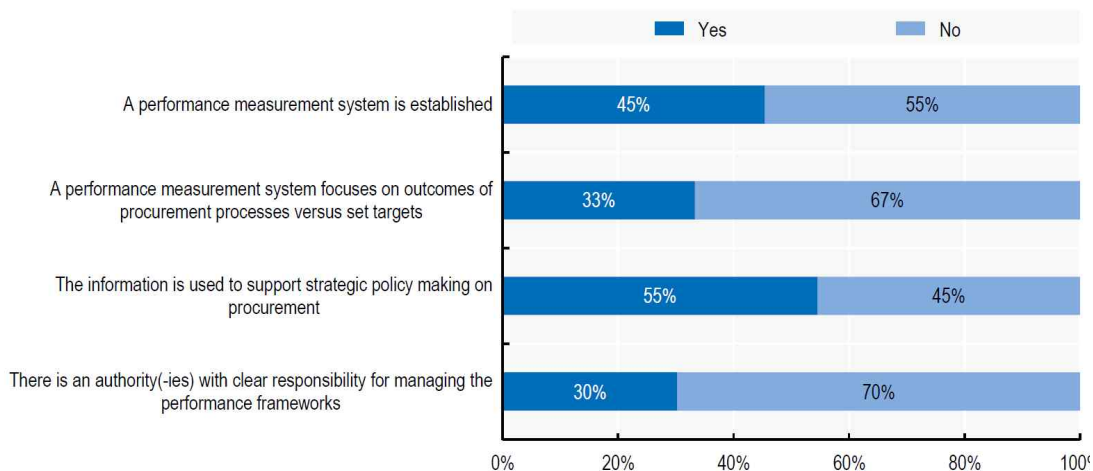 Yes No
A performance measurement system is established
45% 55%
A performance measurement system focuses on outcomes of
procurement processes versus set targets
33% 67%
The information is used to support strategic policy making on
procurement
55% 45%
There is an authority(-ies) with clear responsibility for managing the
performance frameworks
30% 70%
0% 20% 40% 60% 80% 100%